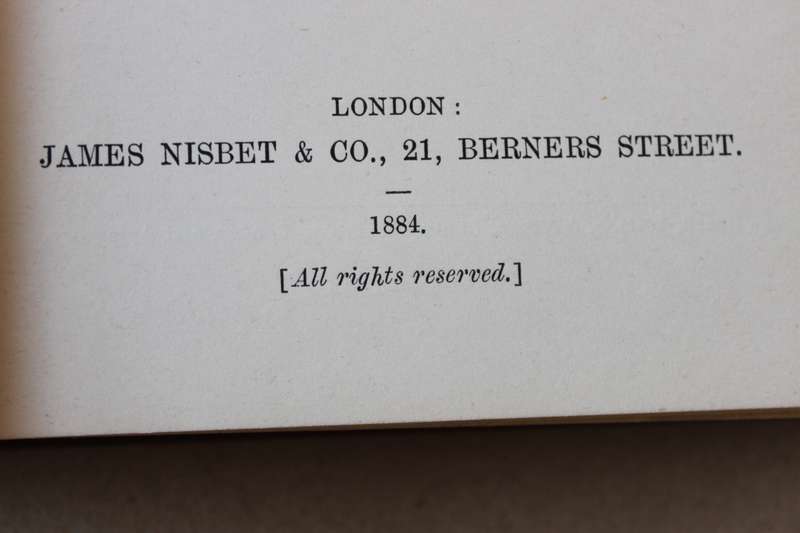 LONDON :
JAMES NISBET & CO., 21, BERNERS STREET.
—
1884.
[All rights reserved.]